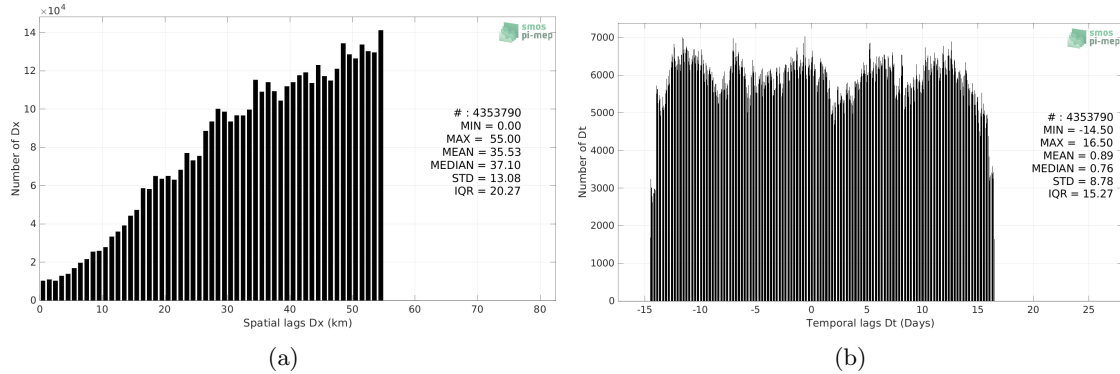 ×10⁴
14
12
10
8
6
4
2
0
Number of Dx
0 10 20 30 40 50 60 70 80
Spatial lags Dx (km)
smos
pi-mep
# : 4353790
MIN = 0.00
MAX = 55.00
MEAN = 35.53
MEDIAN = 37.10
STD = 13.08
IQR = 20.27
(a)
7000
6000
5000
4000
3000
2000
1000
0
Number of Dt
-15 -10 -5 0 5 10 15 20 25
Temporal lags Dt (Days)
smos
pi-mep
# : 4353790
MIN = -14.50
MAX = 16.50
MEAN = 0.89
MEDIAN = 0.76
STD = 8.78
IQR = 15.27
(b)